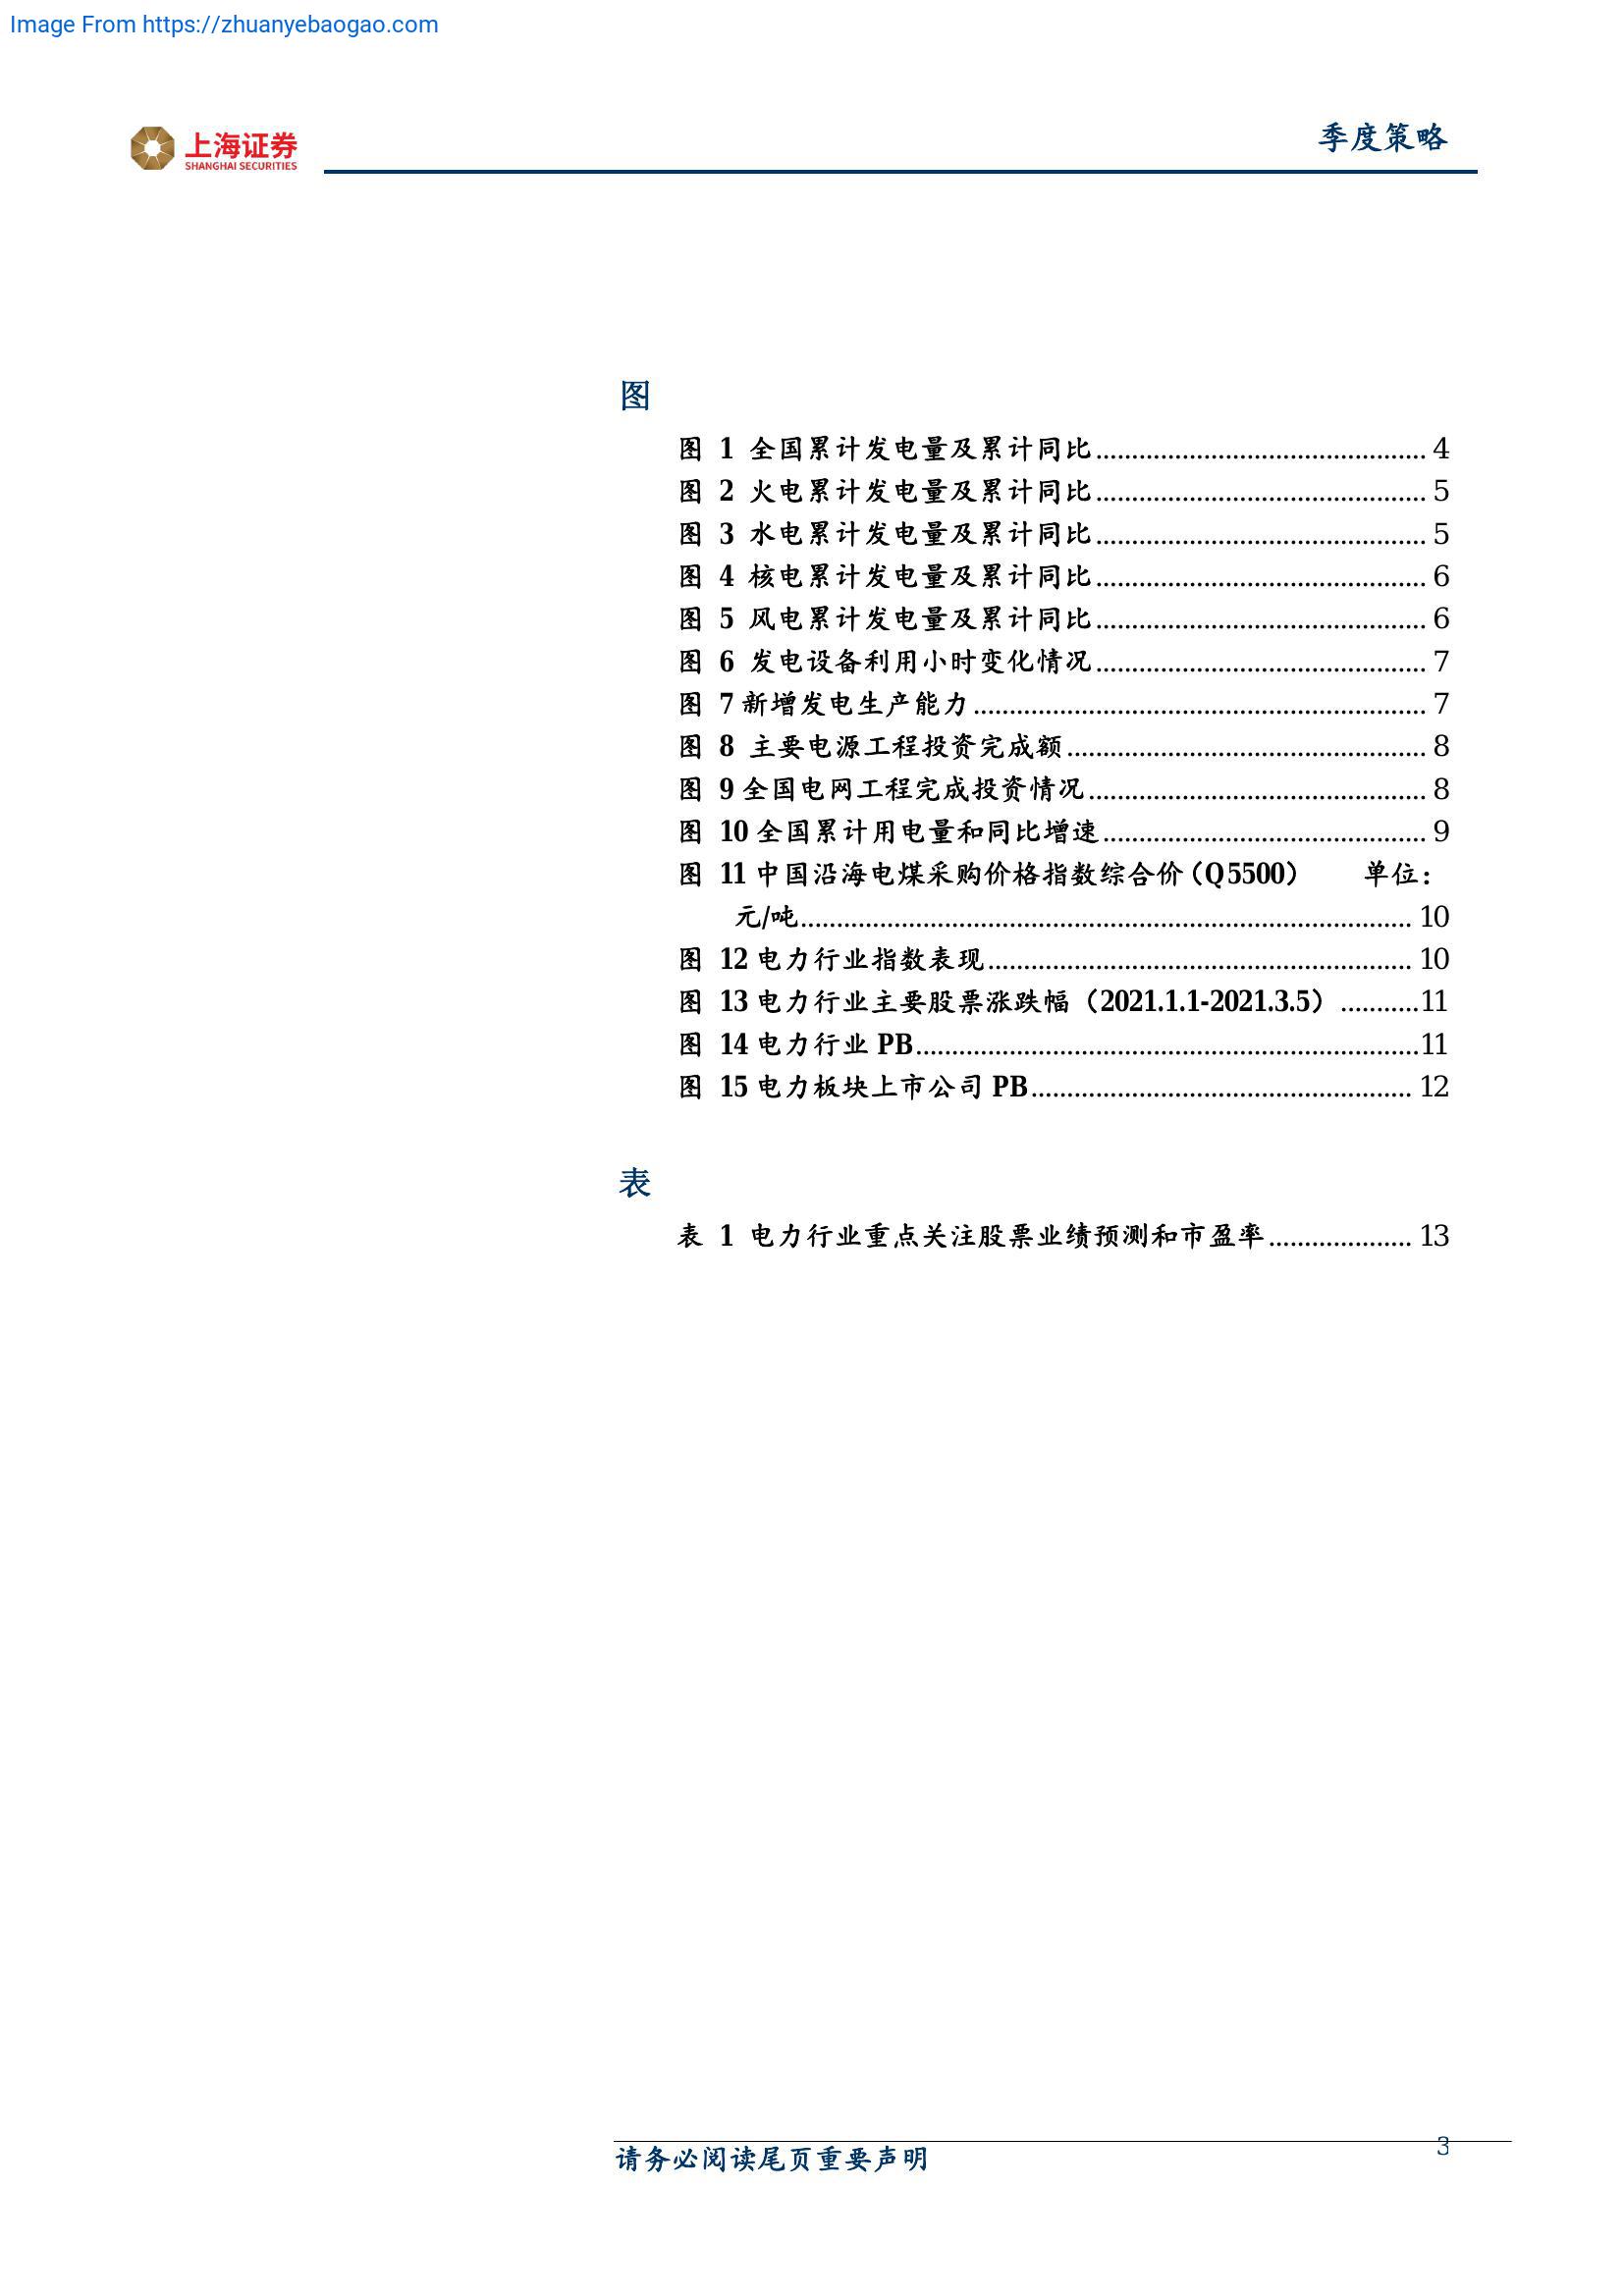 Image From https://zhuanyebaogao.com
上海证券
SHANGHAI SECURITIES
季度策略
图
图 1 全国累计发电量及累计同比.............................................. 4
图 2 火电累计发电量及累计同比.............................................. 5
图 3 水电累计发电量及累计同比.............................................. 5
图 4 核电累计发电量及累计同比.............................................. 6
图 5 风电累计发电量及累计同比.............................................. 6
图 6 发电设备利用小时变化情况.............................................. 7
图 7 新增发电生产能力............................................................... 7
图 8 主要电源工程投资完成额.................................................. 8
图 9 全国电网工程完成投资情况............................................... 8
图 10 全国累计用电量和同比增速............................................. 9
图 11 中国沿海电煤采购价格指数综合价（Q5500） 单位：
元/吨..................................................................................... 10
图 12 电力行业指数表现........................................................... 10
图 13 电力行业主要股票涨跌幅（2021.1.1-2021.3.5）...........11
图 14 电力行业 PB......................................................................11
图 15 电力板块上市公司 PB..................................................... 12
表
表 1 电力行业重点关注股票业绩预测和市盈率.................... 13
请务必阅读尾页重要声明
3